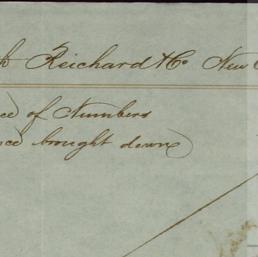 Reichard & Co New
of Numbers
brought down